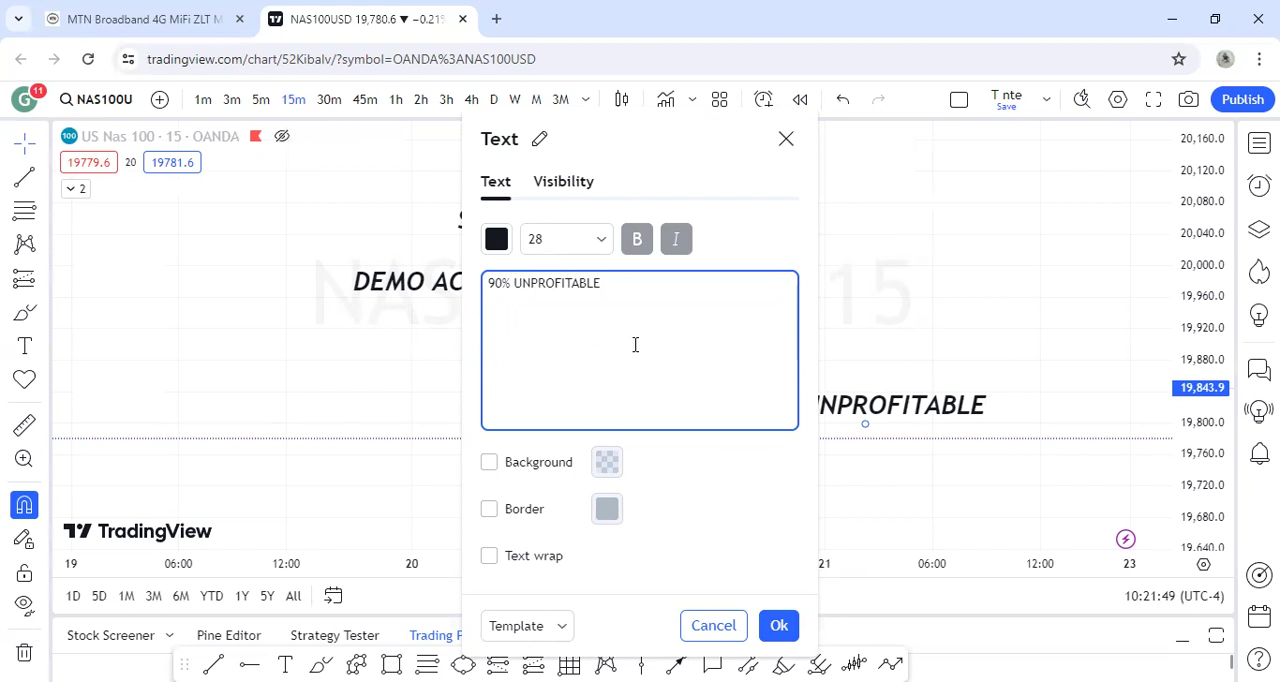 MTN Broadband 4G MiFi ZLT M
NAS100USD 19,780.6 ▼ −0.21%
tradingview.com/chart/52Kibalv/?symbol=OANDA%3ANAS100USD
G 11 NAS100U 1m 3m 5m 15m 30m 45m 1h 2h 3h 4h D W M 3M T nte Save Publish
100 US Nas 100 · 15 · OANDA
19779.6 20 19781.6
2
Text
Text Visibility
28 B I
90% UNPROFITABLE
DEMO AC
NPROFITABLE
Background
Border
Text wrap
Template Cancel Ok
20,160.0
20,120.0
20,080.0
20,040.0
20,000.0
19,960.0
19,920.0
19,880.0
19,843.9
19,800.0
19,760.0
19,720.0
19,680.0
19,640.0
TradingView
19 06:00 12:00 20 21 06:00 12:00 23
1D 5D 1M 3M 6M YTD 1Y 5Y All 10:21:49 (UTC-4)
Stock Screener Pine Editor Strategy Tester Trading P